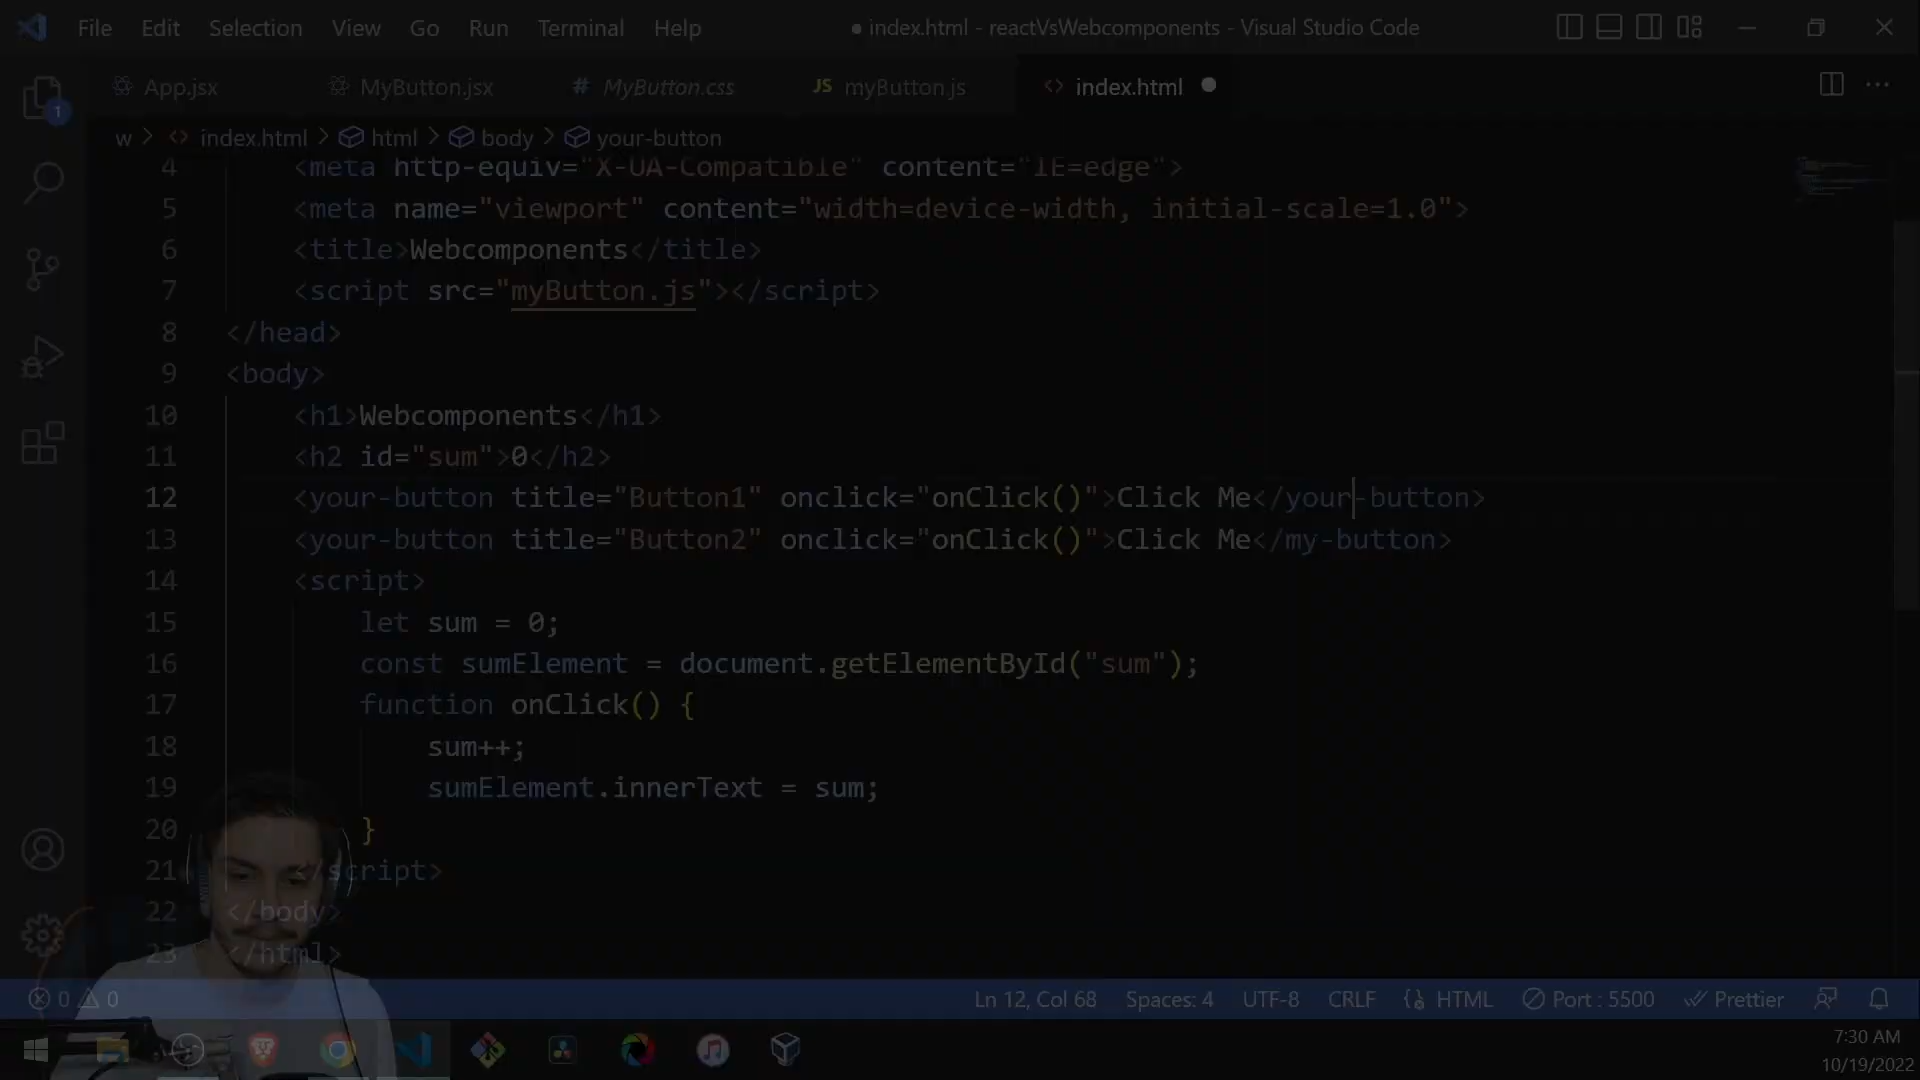 File Edit Selection View Go Run Terminal Help ● index.html - reactVsWebcomponents - Visual Studio Code
App.jsx MyButton.jsx # MyButton.css JS myButton.js <> index.html ●
1
w > <> index.html > html > body > your-button
4 <meta http-equiv="X-UA-Compatible" content="IE=edge">
5 <meta name="viewport" content="width=device-width, initial-scale=1.0">
6 <title>Webcomponents</title>
7 <script src="myButton.js"></script>
8 </head>
9 <body>
10 <h1>Webcomponents</h1>
11 <h2 id="sum">0</h2>
12 <your-button title="Button1" onclick="onClick()">Click Me</your-button>
13 <your-button title="Button2" onclick="onClick()">Click Me</my-button>
14 <script>
15 let sum = 0;
16 const sumElement = document.getElementById("sum");
17 function onClick() {
18 sum++;
19 sumElement.innerText = sum;
20 }
21 </script>
22 </body>
23 </html>
0 0 Ln 12, Col 68 Spaces: 4 UTF-8 CRLF HTML Port : 5500 Prettier
7:30 AM
10/19/2022